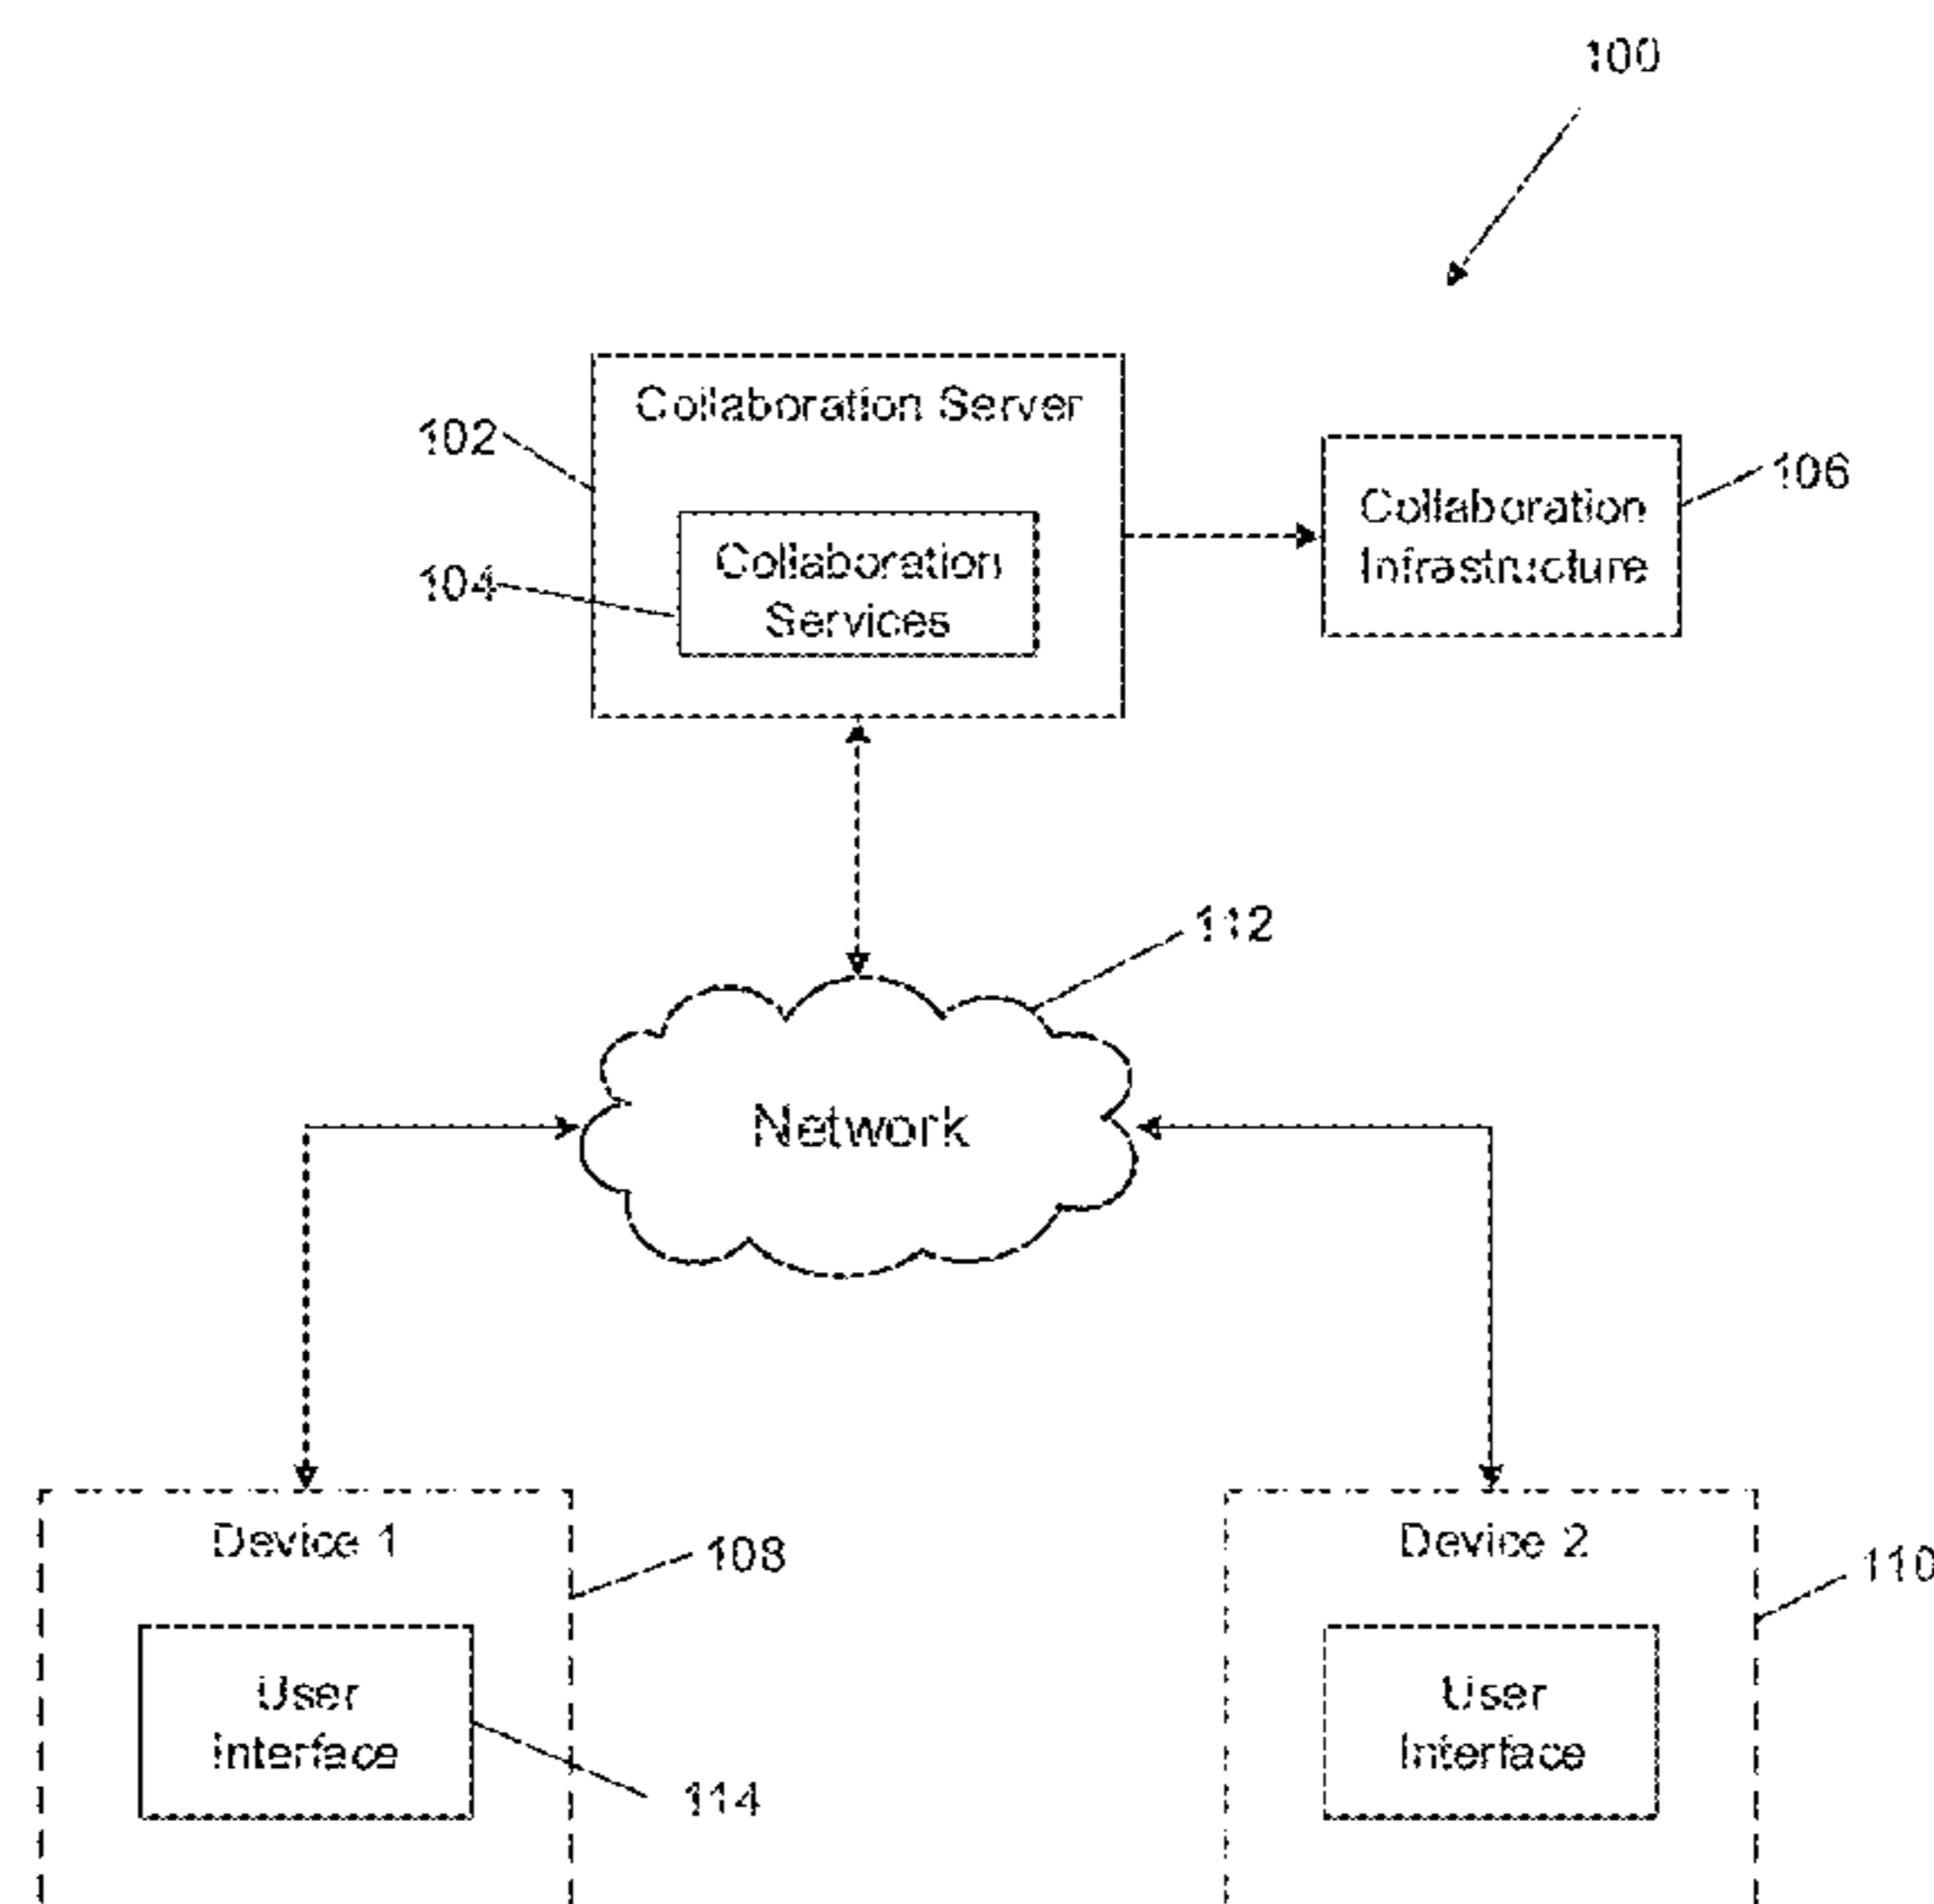 100
Collaboration Server
102
106
Collaboration
Infrastructure
Collaboration
Services
104
112
Network
Device 1
108
Device 2
110
User
Interface
User
Interface
114